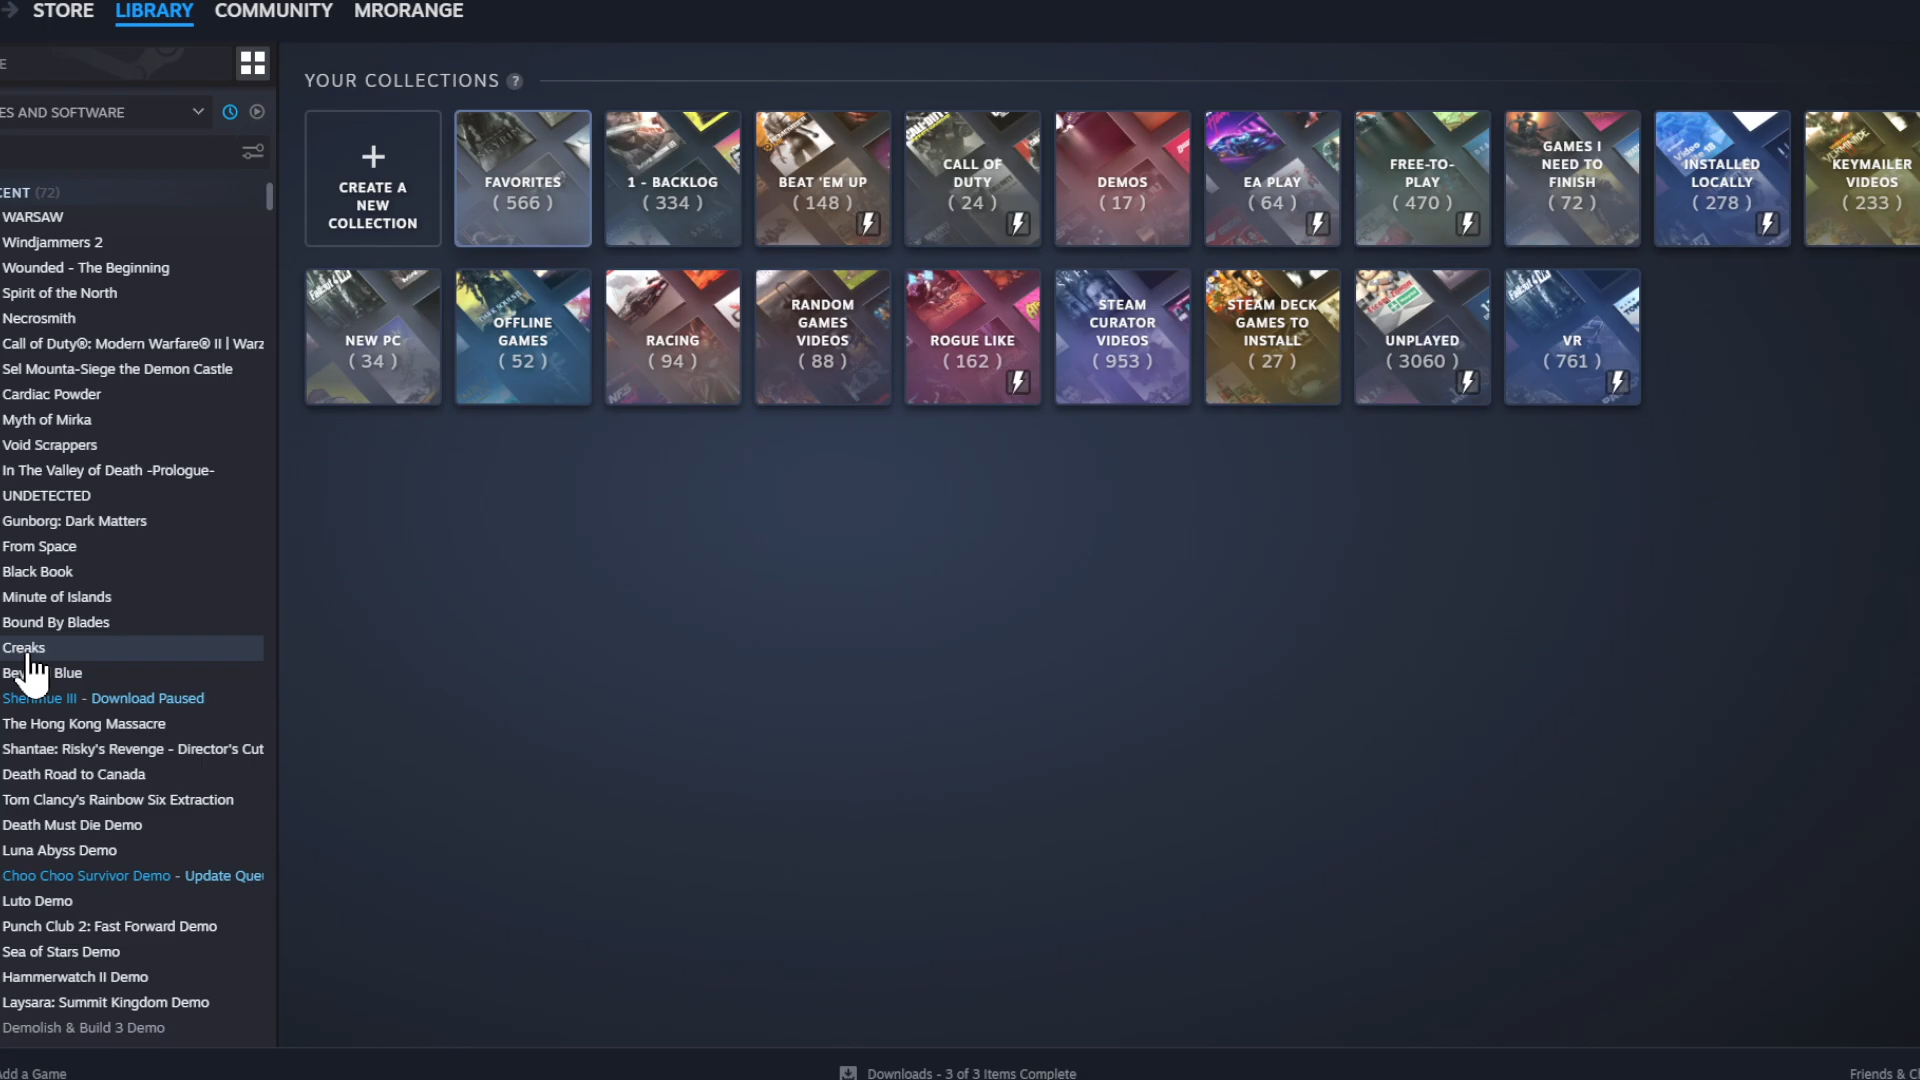 STORE LIBRARY COMMUNITY MRORANGE
E
YOUR COLLECTIONS ?
ES AND SOFTWARE
CREATE A
NEW
COLLECTION
FAVORITES
( 566 )
1 - BACKLOG
( 334 )
BEAT 'EM UP
( 148 )
CALL OF
DUTY
( 24 )
DEMOS
( 17 )
EA PLAY
( 64 )
FREE-TO-
PLAY
( 470 )
GAMES I
NEED TO
FINISH
( 72 )
INSTALLED
LOCALLY
( 278 )
KEYMAILER
VIDEOS
( 233 )
NEW PC
( 34 )
OFFLINE
GAMES
( 52 )
RACING
( 94 )
RANDOM
GAMES
VIDEOS
( 88 )
ROGUE LIKE
( 162 )
STEAM
CURATOR
VIDEOS
( 953 )
STEAM DECK
GAMES TO
INSTALL
( 27 )
UNPLAYED
( 3060 )
VR
( 761 )
CENT (72)
WARSAW
Windjammers 2
Wounded - The Beginning
Spirit of the North
Necrosmith
Call of Duty®: Modern Warfare® II | Warz
Sel Mounta-Siege the Demon Castle
Cardiac Powder
Myth of Mirka
Void Scrappers
In The Valley of Death -Prologue-
UNDETECTED
Gunborg: Dark Matters
From Space
Black Book
Minute of Islands
Bound By Blades
Creaks
Blue
Shenmue III - Download Paused
The Hong Kong Massacre
Shantae: Risky's Revenge - Director's Cut
Death Road to Canada
Tom Clancy's Rainbow Six Extraction
Death Must Die Demo
Luna Abyss Demo
Choo Choo Survivor Demo - Update Que
Luto Demo
Punch Club 2: Fast Forward Demo
Sea of Stars Demo
Hammerwatch II Demo
Laysara: Summit Kingdom Demo
Demolish & Build 3 Demo
Add a Game
Downloads - 3 of 3 Items Complete
Friends & C